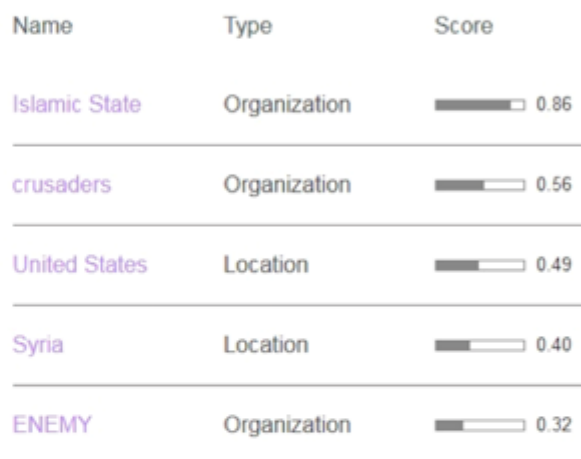 Name Type Score
Islamic State Organization 0.86
crusaders Organization 0.56
United States Location 0.49
Syria Location 0.40
ENEMY Organization 0.32